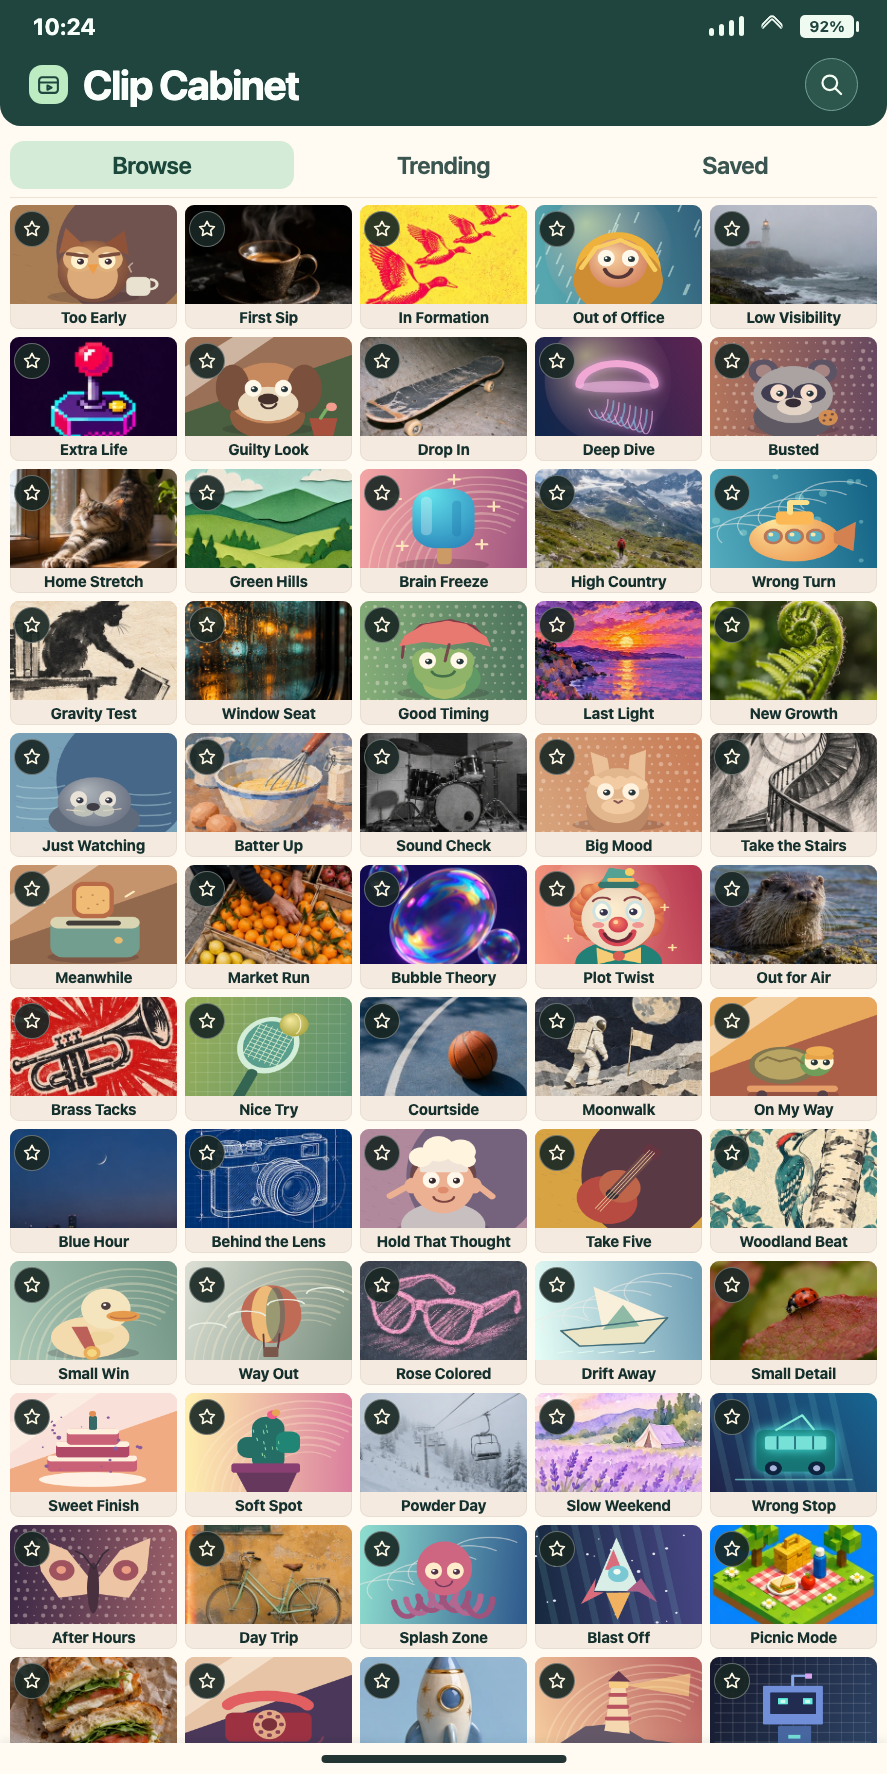 10:24
92%
Clip Cabinet
Browse Trending Saved
Too Early
First Sip
In Formation
Out of Office
Low Visibility
Extra Life
Guilty Look
Drop In
Deep Dive
Busted
Home Stretch
Green Hills
Brain Freeze
High Country
Wrong Turn
Gravity Test
Window Seat
Good Timing
Last Light
New Growth
Just Watching
Batter Up
Sound Check
Big Mood
Take the Stairs
Meanwhile
Market Run
Bubble Theory
Plot Twist
Out for Air
Brass Tacks
Nice Try
Courtside
Moonwalk
On My Way
Blue Hour
Behind the Lens
Hold That Thought
Take Five
Woodland Beat
Small Win
Way Out
Rose Colored
Drift Away
Small Detail
Sweet Finish
Soft Spot
Powder Day
Slow Weekend
Wrong Stop
After Hours
Day Trip
Splash Zone
Blast Off
Picnic Mode